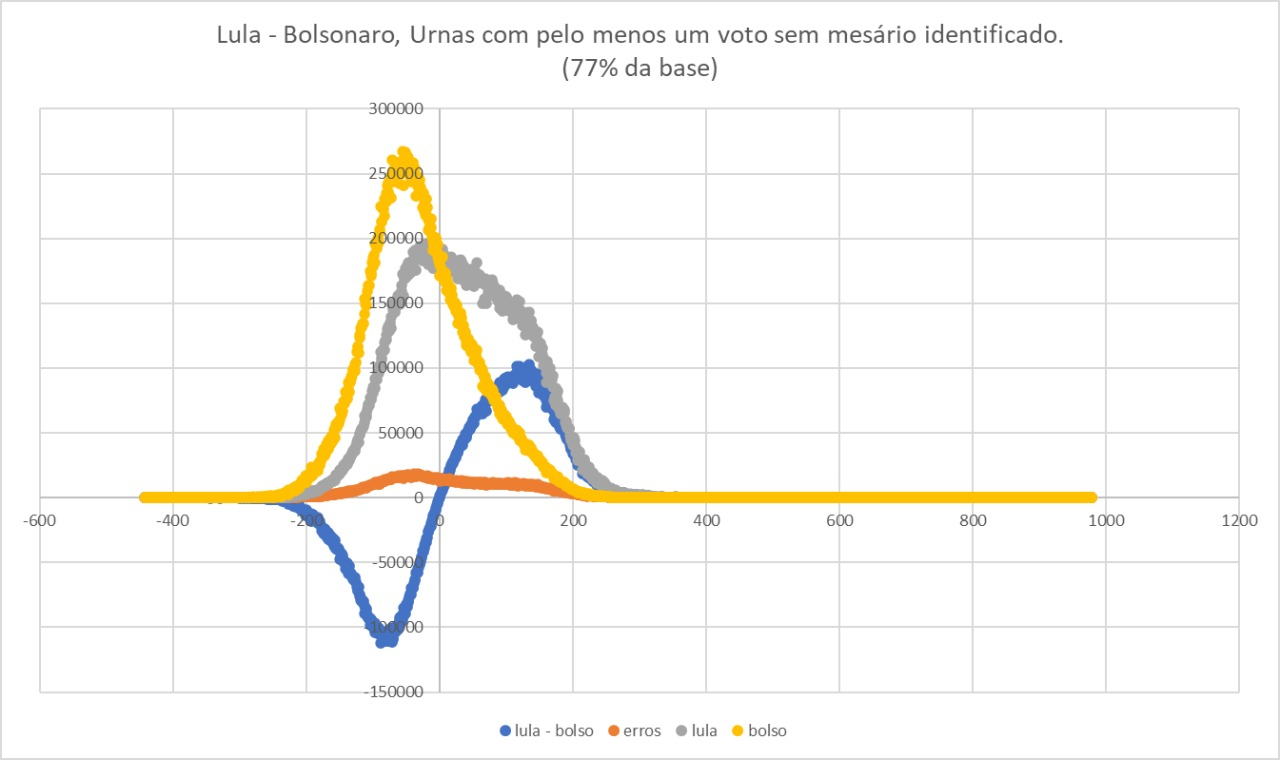 Lula - Bolsonaro, Urnas com pelo menos um voto sem mesário identificado.
(77% da base)
300000
250000
200000
150000
100000
50000
0
-600 -400 -200 0 200 400 600 800 1000 1200
-50000
-100000
-150000
lula - bolso erros lula bolso